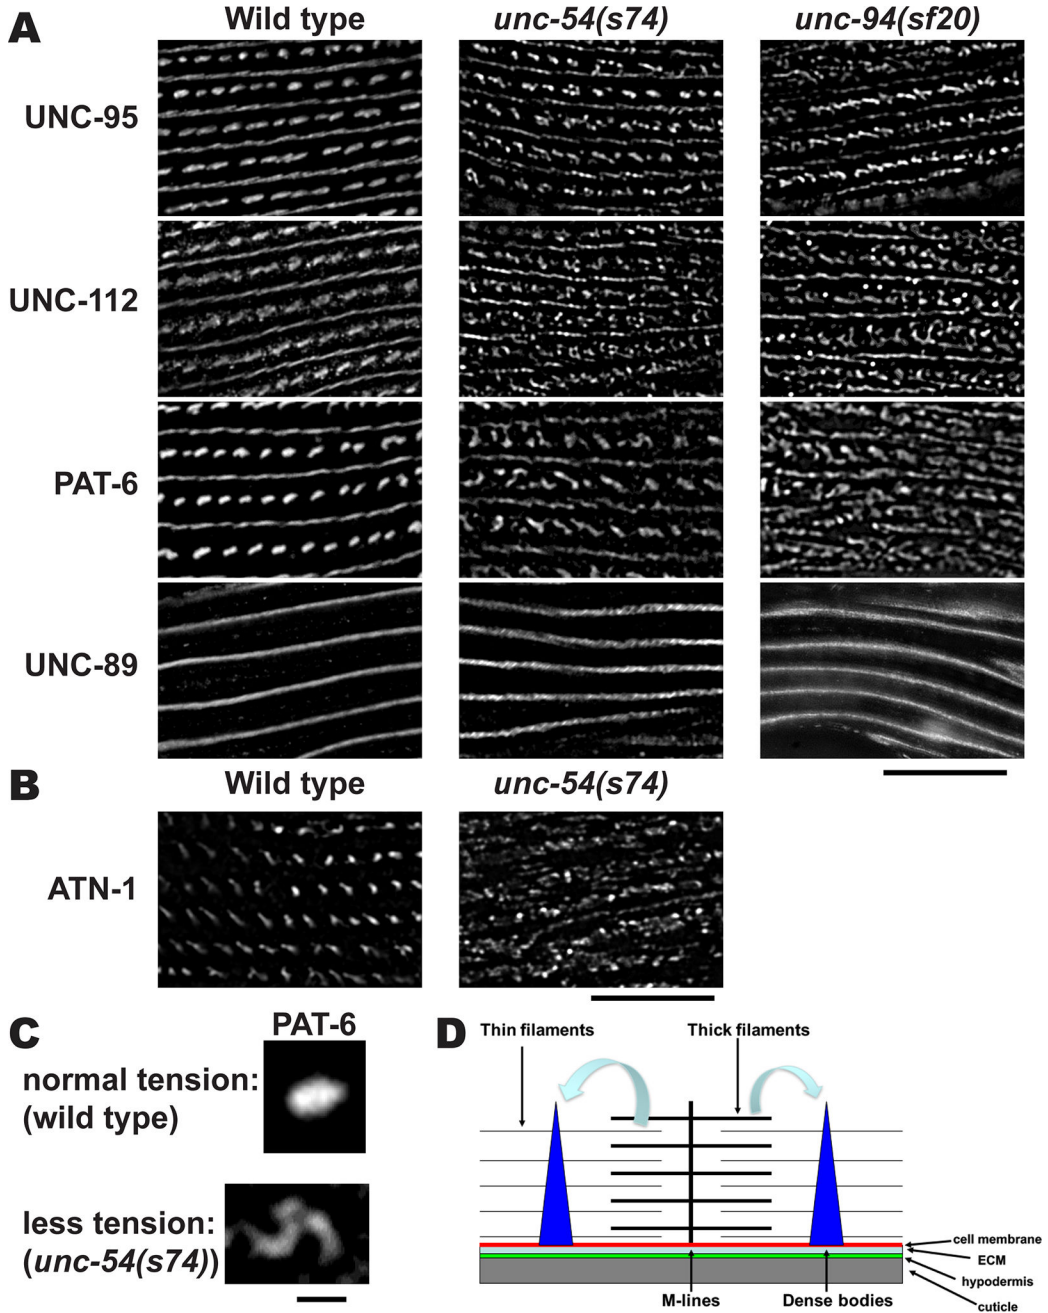 A
Wild type
unc-54(s74)
unc-94(sf20)
UNC-95
UNC-112
PAT-6
UNC-89
B
Wild type
unc-54(s74)
ATN-1
C
PAT-6
normal tension:
(wild type)
less tension:
(unc-54(s74))
D
Thin filaments
Thick filaments
cell membrane
ECM
hypodermis
cuticle
M-lines
Dense bodies